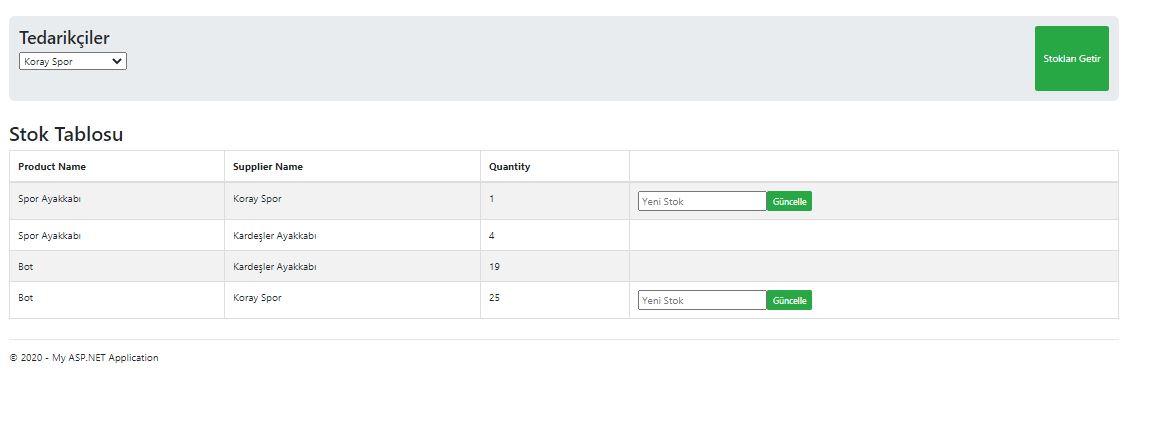 Tedarikçiler
Koray Spor
Stokları Getir
Stok Tablosu
Product Name Supplier Name Quantity
Spor Ayakkabı Koray Spor 1 Yeni Stok Güncelle
Spor Ayakkabı Kardeşler Ayakkabı 4
Bot Kardeşler Ayakkabı 19
Bot Koray Spor 25 Yeni Stok Güncelle
© 2020 - My ASP.NET Application